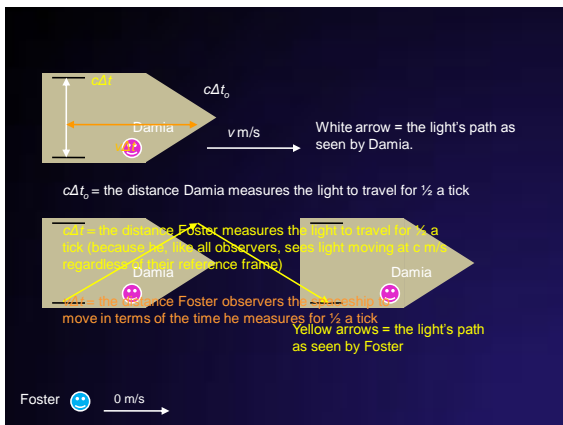 cΔt
cΔt₀
Damia
v m/s
White arrow = the light's path as
seen by Damia.
cΔt₀ = the distance Damia measures the light to travel for ½ a tick
cΔt = the distance Foster measures the light to travel for ½ a
tick (because he, like all observers, sees light moving at c m/s
regardless of their reference frame)
Damia
Damia
= the distance Foster observers the spaceship to
move in terms of the time he measures for ½ a tick
Yellow arrows = the light's path
as seen by Foster
Foster
0 m/s